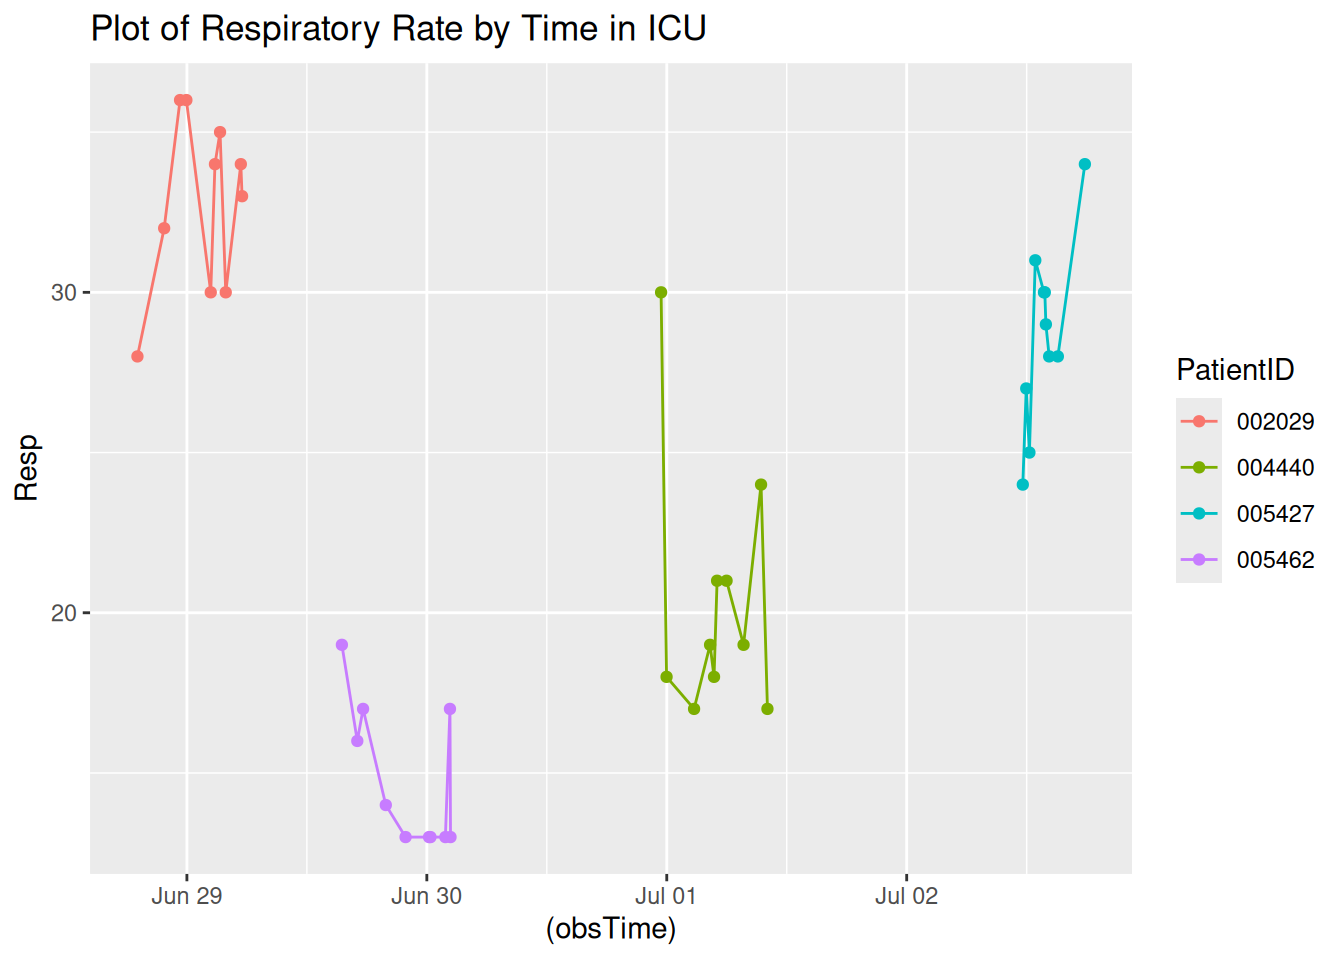 Plot of Respiratory Rate by Time in ICU
Resp
30
20
Jun 29
Jun 30
Jul 01
Jul 02
(obsTime)
PatientID
002029
004440
005427
005462